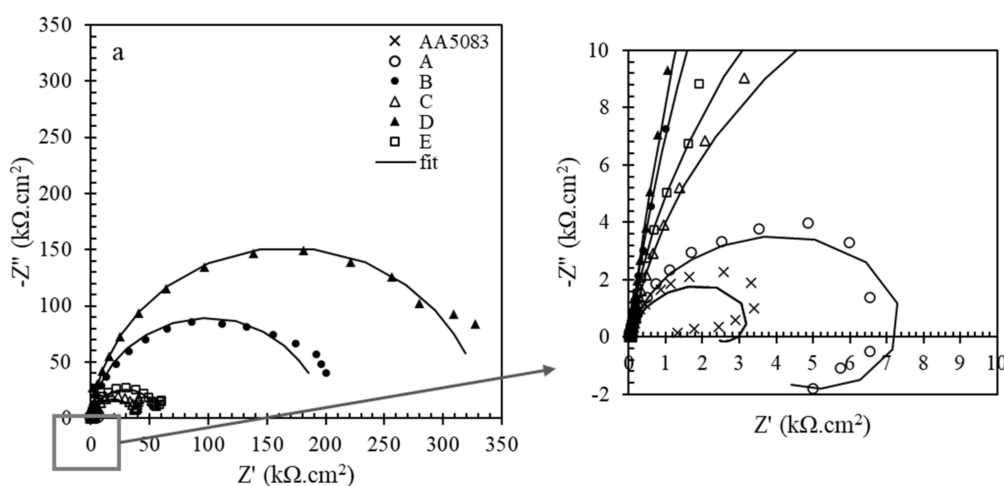 350
300
250
200
150
100
50
0
-Z" (kΩ.cm²)
a
AA5083
A
B
C
D
E
fit
0 50 100 150 200 250 300 350
Z' (kΩ.cm²)
10
8
6
4
2
0
-2
-Z" (kΩ.cm²)
0 1 2 3 4 5 6 7 8 9 10
Z' (kΩ.cm²)